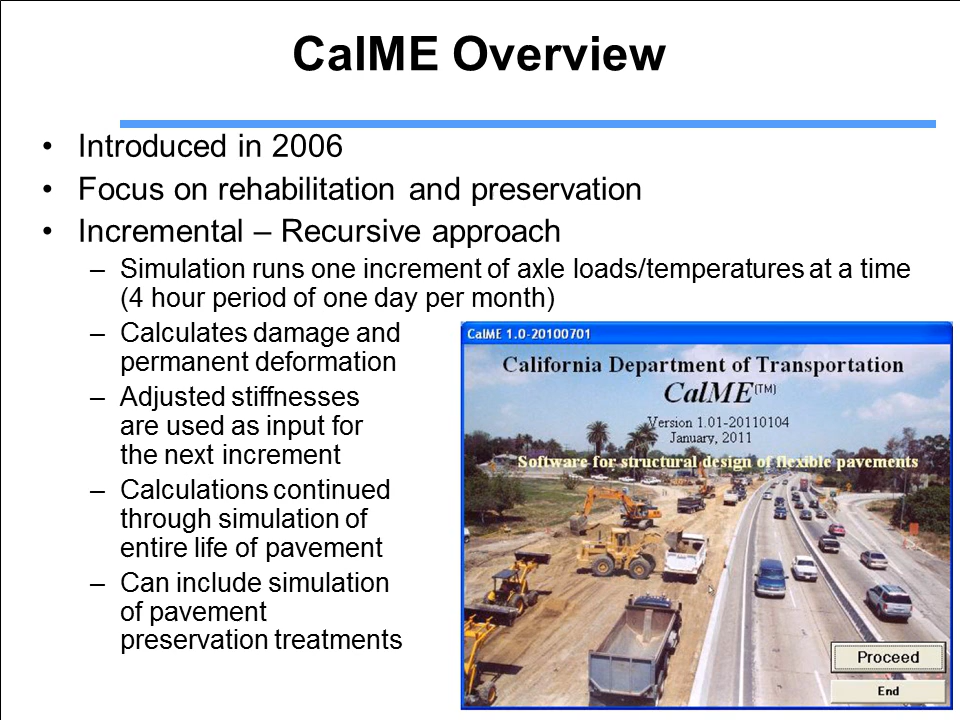 CalME Overview
• Introduced in 2006
• Focus on rehabilitation and preservation
• Incremental – Recursive approach
– Simulation runs one increment of axle loads/temperatures at a time
(4 hour period of one day per month)
– Calculates damage and
permanent deformation
– Adjusted stiffnesses
are used as input for
the next increment
– Calculations continued
through simulation of
entire life of pavement
– Can include simulation
of pavement
preservation treatments
CalME 1.0-20100701
California Department of Transportation
CalME(TM)
Version 1.01-20110104
January, 2011
Software for structural design of flexible pavements
Proceed
End